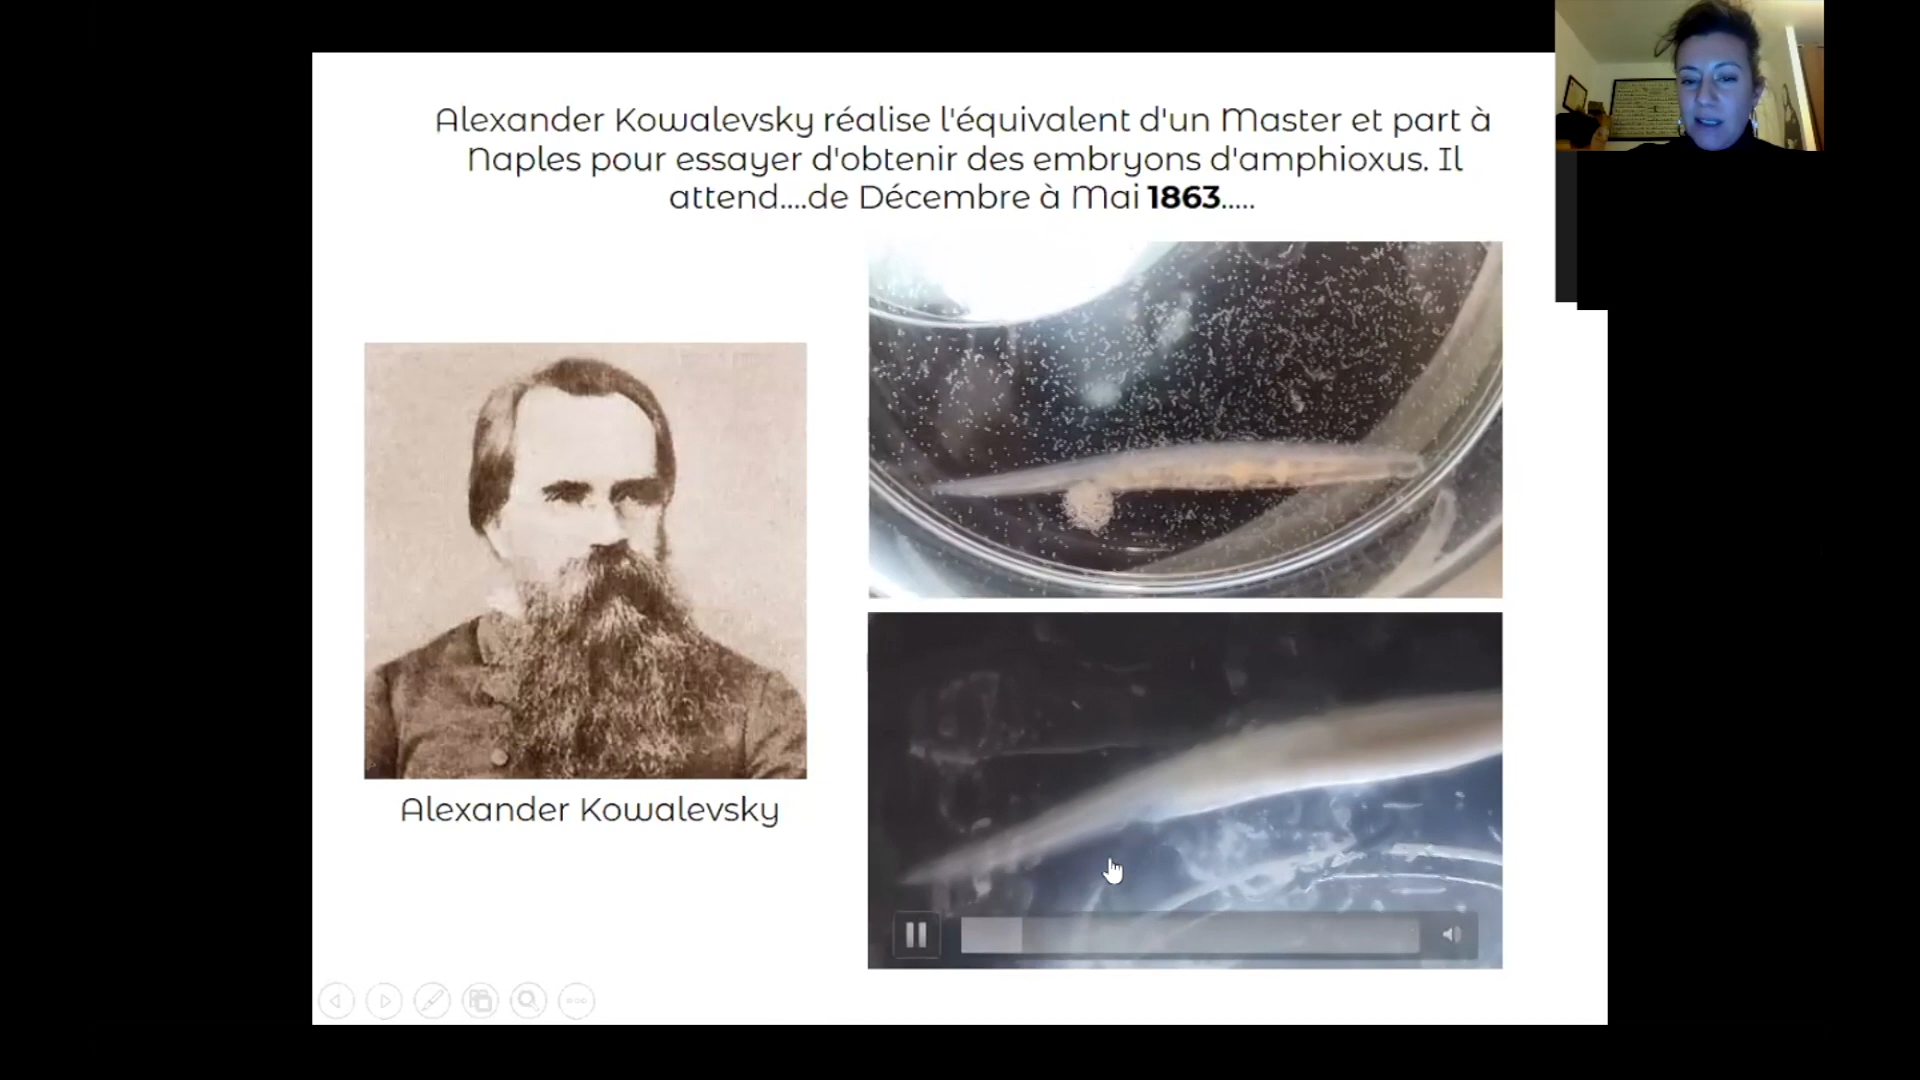 Alexander Kowalevsky réalise l'équivalent d'un Master et part à
Naples pour essayer d'obtenir des embryons d'amphioxus. Il
attend....de Décembre à Mai 1863.....
Alexander Kowalevsky